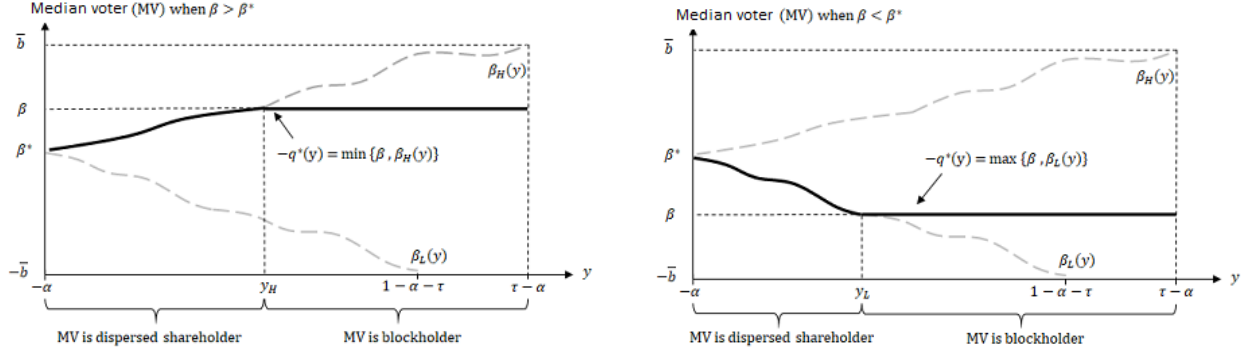 Median voter (MV) when β > β*
b̄
β_H(y)
β
−q*(y) = min {β , β_H(y)}
β*
β_L(y)
−b̄
−α
y_H
1 − α − τ
τ − α
y
MV is dispersed shareholder
MV is blockholder
Median voter (MV) when β < β*
b̄
β_H(y)
β*
−q*(y) = max {β , β_L(y)}
β
β_L(y)
−b̄
−α
y_L
1 − α − τ
τ − α
y
MV is dispersed shareholder
MV is blockholder